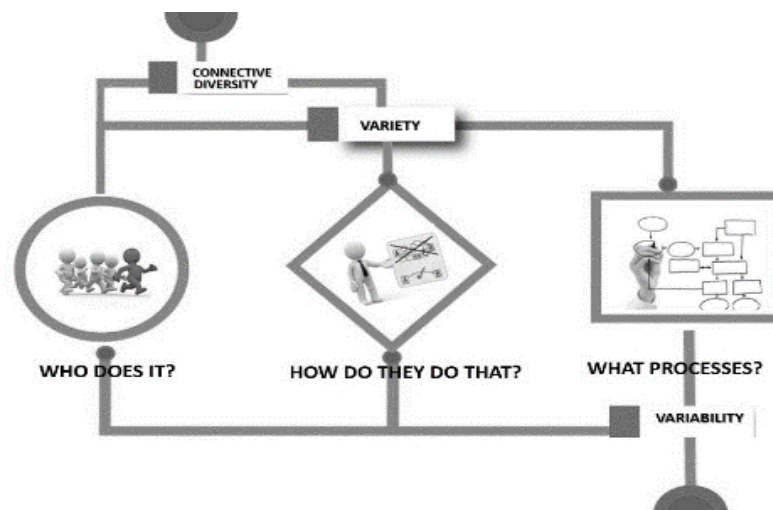 CONNECTIVE
DIVERSITY
VARIETY
WHO DOES IT?
HOW DO THEY DO THAT?
WHAT PROCESSES?
VARIABILITY